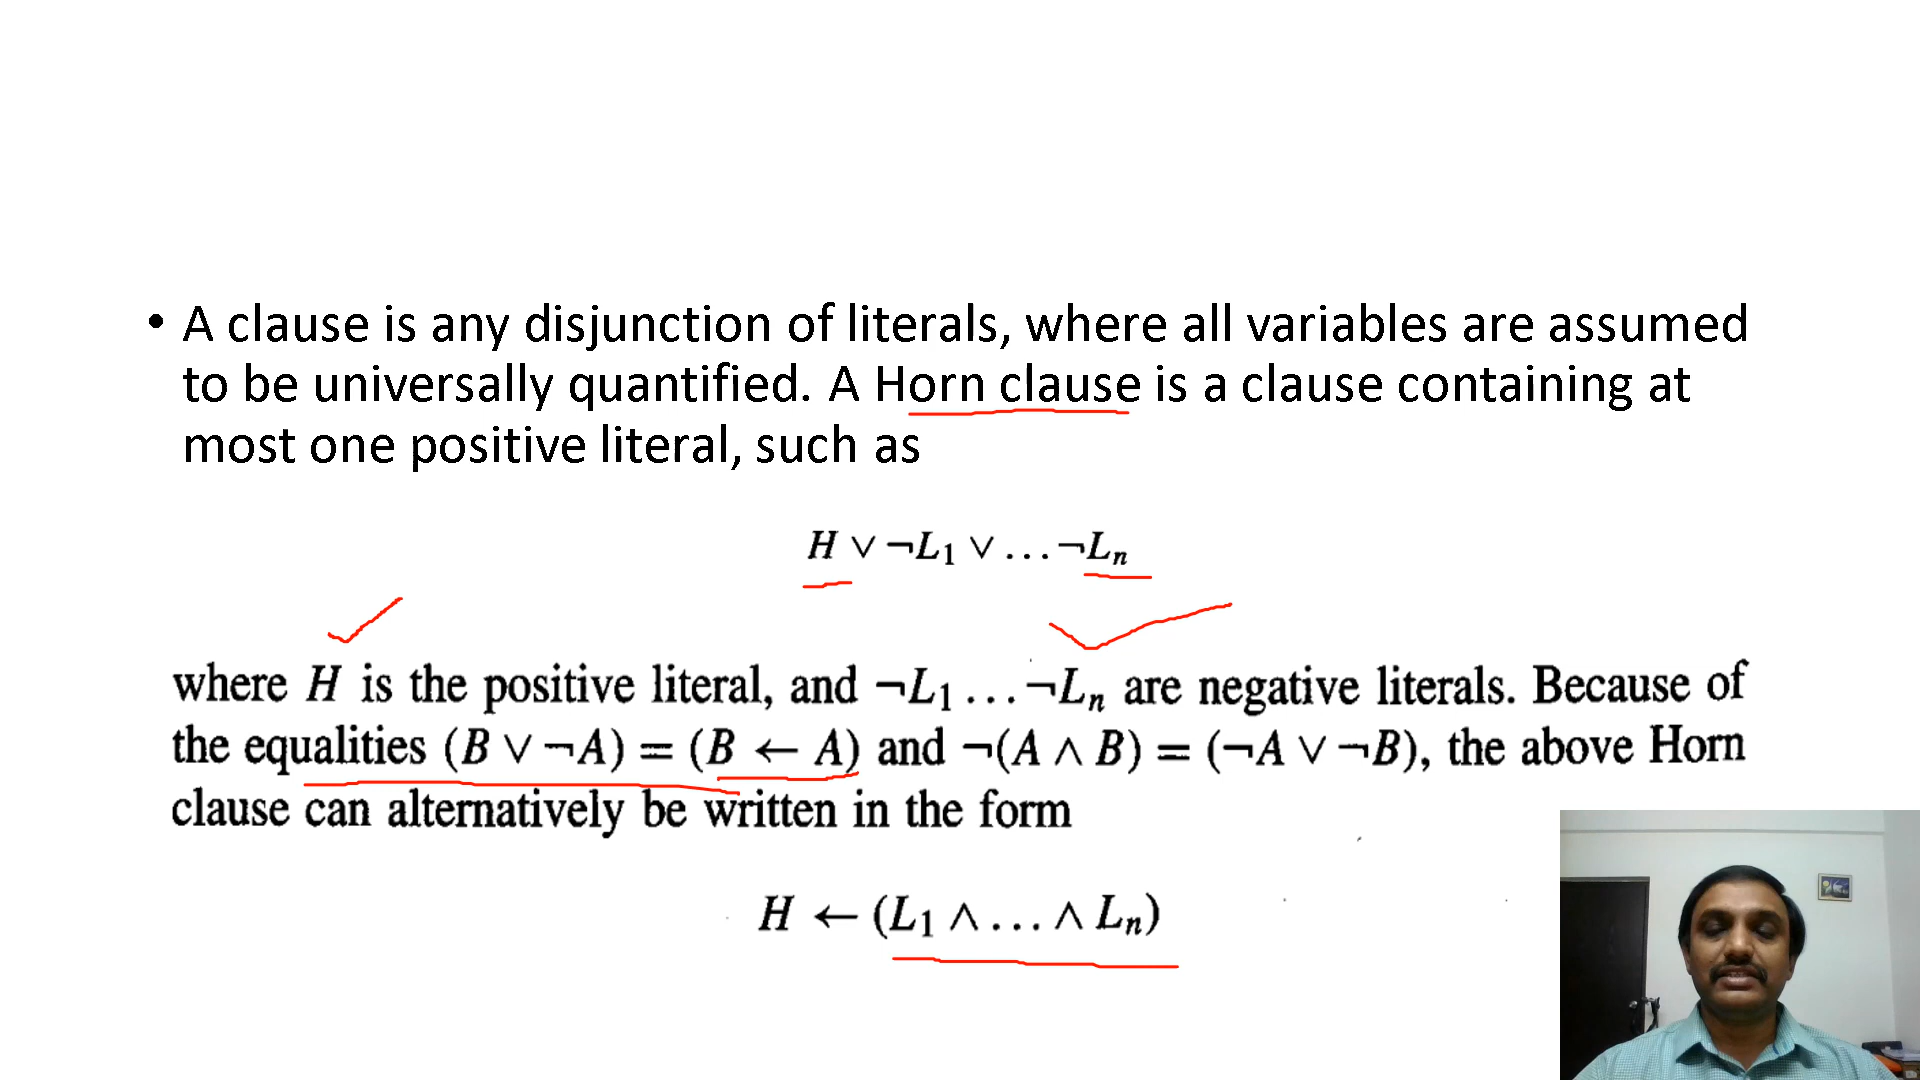 • A clause is any disjunction of literals, where all variables are assumed
to be universally quantified. A Horn clause is a clause containing at
most one positive literal, such as
H ∨ ¬L₁ ∨ ...¬Lₙ
where H is the positive literal, and ¬L₁...¬Lₙ are negative literals. Because of
the equalities (B ∨ ¬A) = (B ← A) and ¬(A ∧ B) = (¬A ∨ ¬B), the above Horn
clause can alternatively be written in the form
H ← (L₁ ∧ ... ∧ Lₙ)